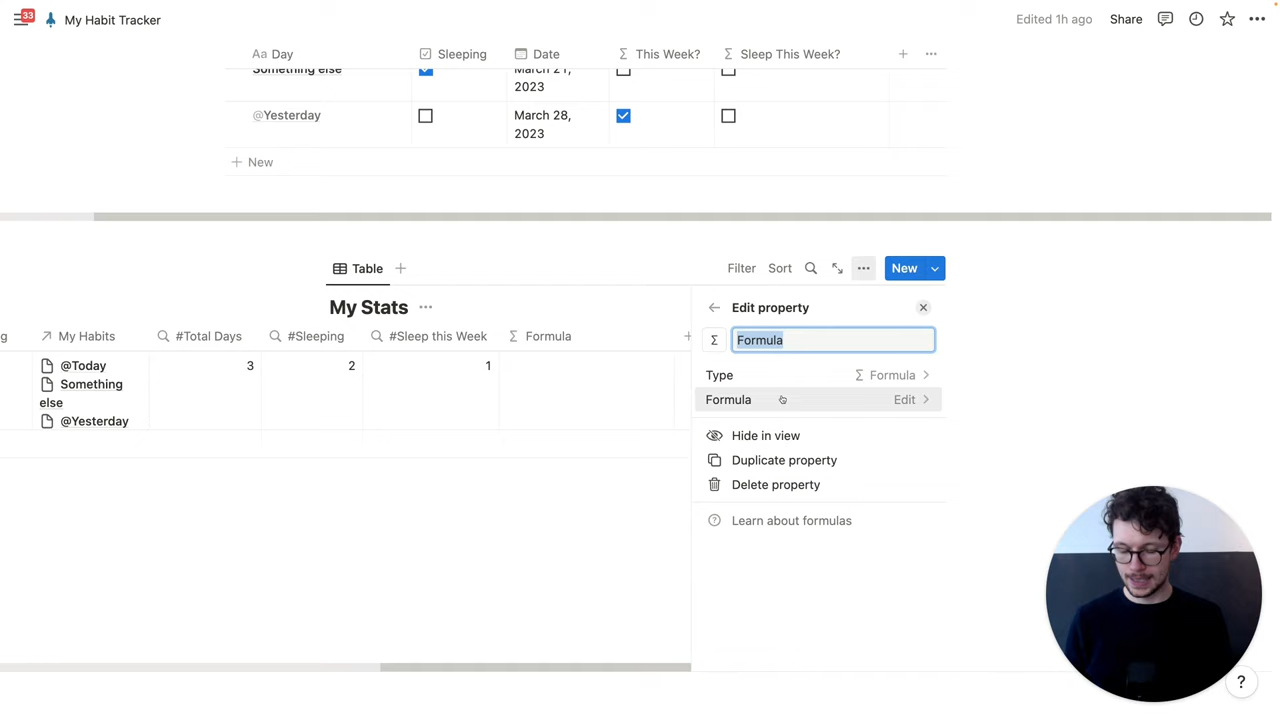 33
My Habit Tracker
Edited 1h ago
Share
Aa Day
Sleeping
Date
Σ This Week?
Σ Sleep This Week?
Something else
March 21,
2023
@Yesterday
March 28,
2023
+ New
Table
Filter
Sort
New
My Stats
g
My Habits
#Total Days
#Sleeping
#Sleep this Week
Σ Formula
@Today
3
2
1
Something
else
@Yesterday
Edit property
Σ
Formula
Type
Σ Formula
Formula
Edit
Hide in view
Duplicate property
Delete property
Learn about formulas
?